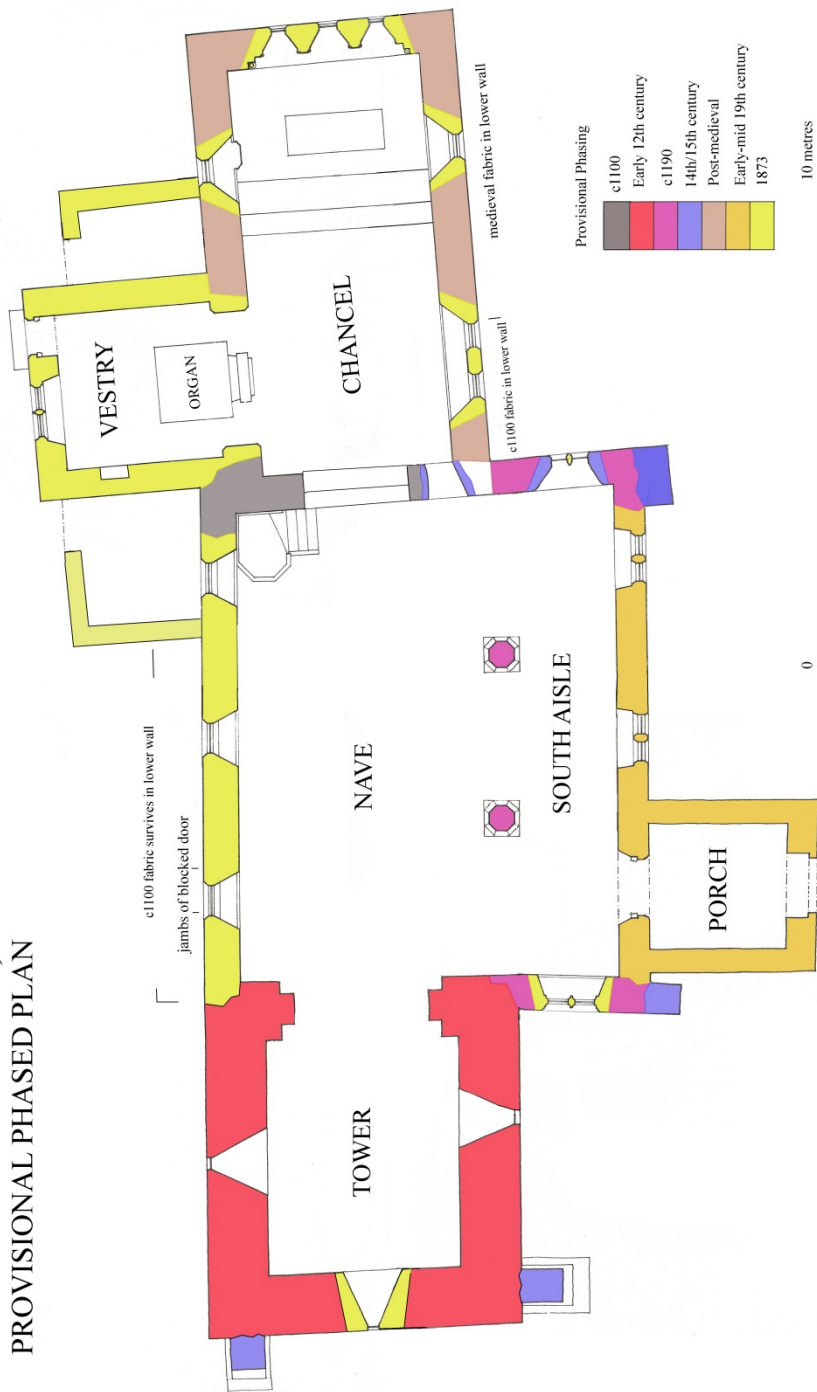 PROVISIONAL PHASED PLAN
c1100 fabric survives in lower wall
jambs of blocked door
VESTRY
ORGAN
CHANCEL
NAVE
TOWER
SOUTH AISLE
PORCH
c1100 fabric in lower wall
medieval fabric in lower wall
Provisional Phasing
c1100
Early 12th century
c1190
14th/15th century
Post-medieval
Early-mid 19th century
1873
0
10 metres